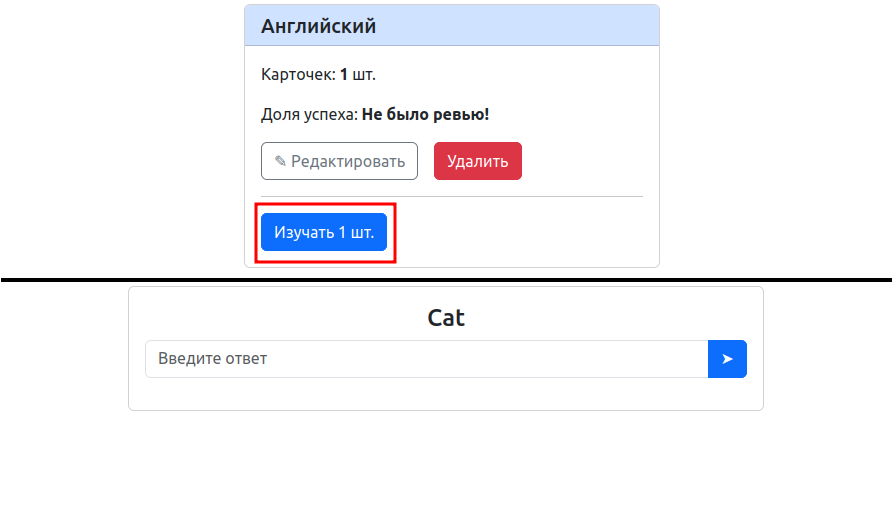 Английский
Карточек: 1 шт.
Доля успеха: Не было ревью!
✎ Редактировать
Удалить
Изучать 1 шт.
Cat
Введите ответ
➤